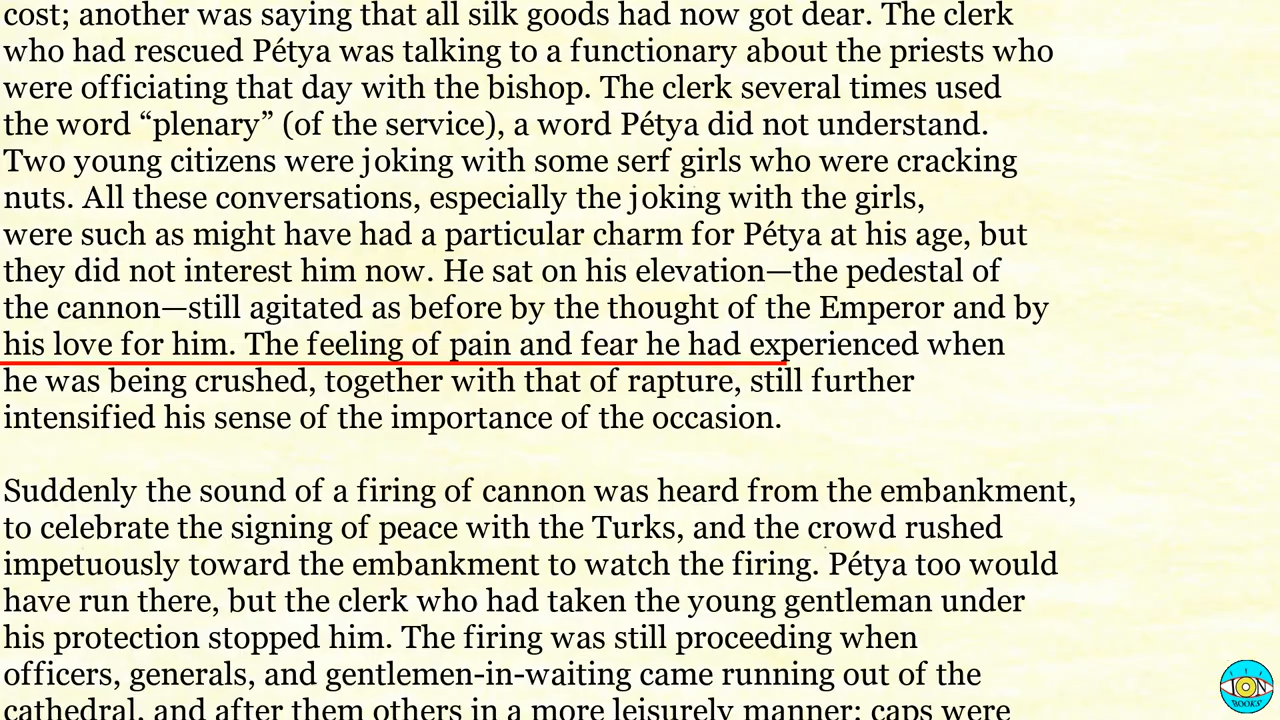 cost; another was saying that all silk goods had now got dear. The clerk
who had rescued Pétya was talking to a functionary about the priests who
were officiating that day with the bishop. The clerk several times used
the word “plenary” (of the service), a word Pétya did not understand.
Two young citizens were joking with some serf girls who were cracking
nuts. All these conversations, especially the joking with the girls,
were such as might have had a particular charm for Pétya at his age, but
they did not interest him now. He sat on his elevation—the pedestal of
the cannon—still agitated as before by the thought of the Emperor and by
his love for him. The feeling of pain and fear he had experienced when
he was being crushed, together with that of rapture, still further
intensified his sense of the importance of the occasion.
Suddenly the sound of a firing of cannon was heard from the embankment,
to celebrate the signing of peace with the Turks, and the crowd rushed
impetuously toward the embankment to watch the firing. Pétya too would
have run there, but the clerk who had taken the young gentleman under
his protection stopped him. The firing was still proceeding when
officers, generals, and gentlemen-in-waiting came running out of the
cathedral, and after them others in a more leisurely manner: caps were
ION
BOOKS